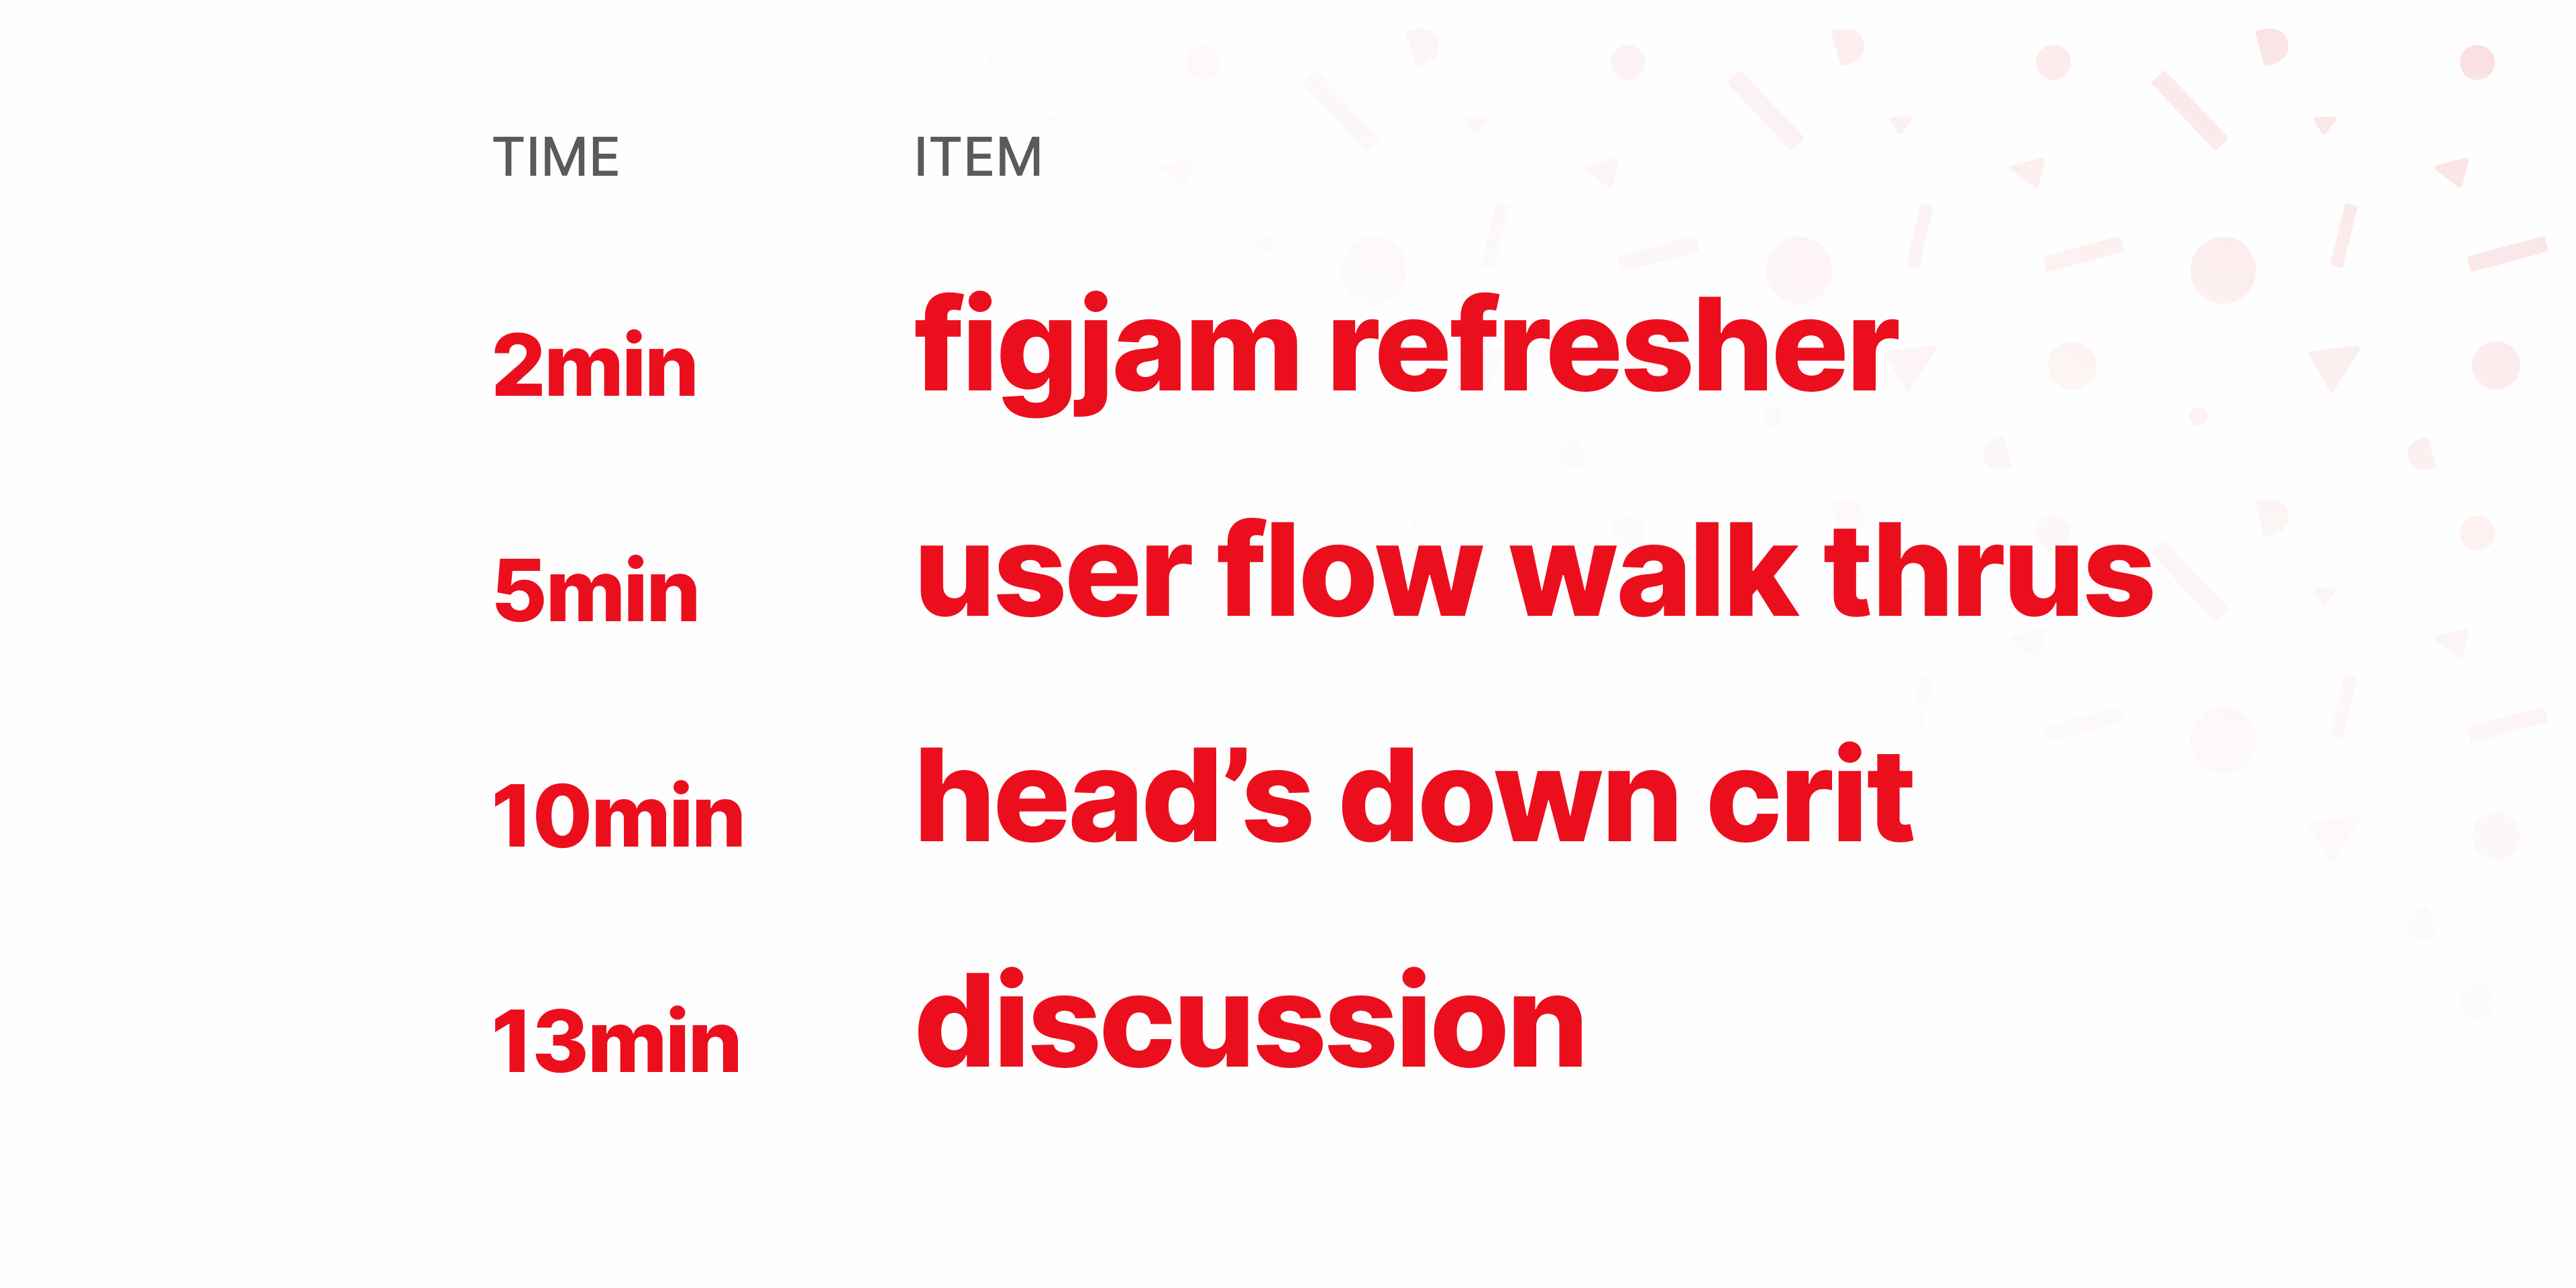 TIME ITEM
2min figjam refresher
5min user flow walk thrus
10min head’s down crit
13min discussion